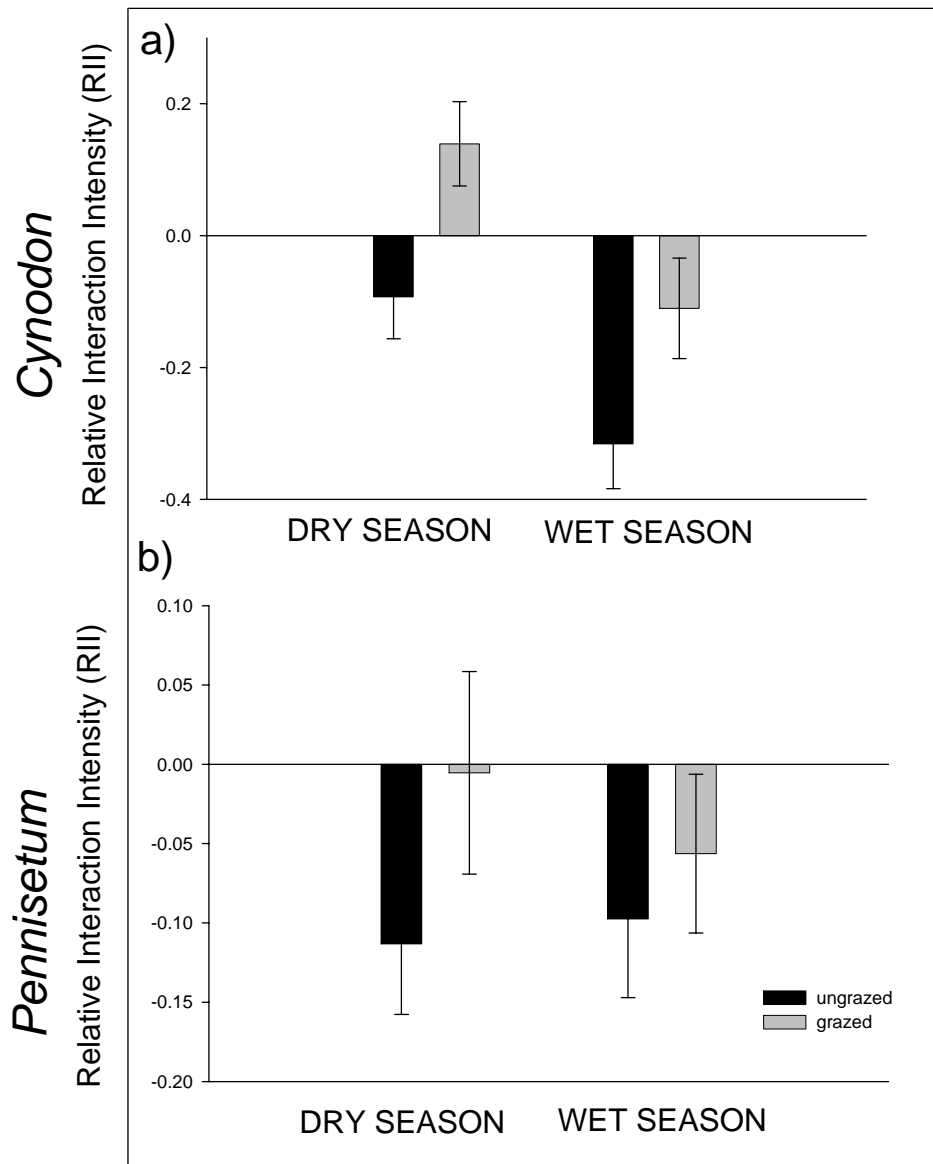 a)
Cynodon
Relative Interaction Intensity (RII)
0.2
0.0
-0.2
-0.4
DRY SEASON WET SEASON
b)
Pennisetum
Relative Interaction Intensity (RII)
0.10
0.05
0.00
-0.05
-0.10
-0.15
-0.20
ungrazed
grazed
DRY SEASON WET SEASON